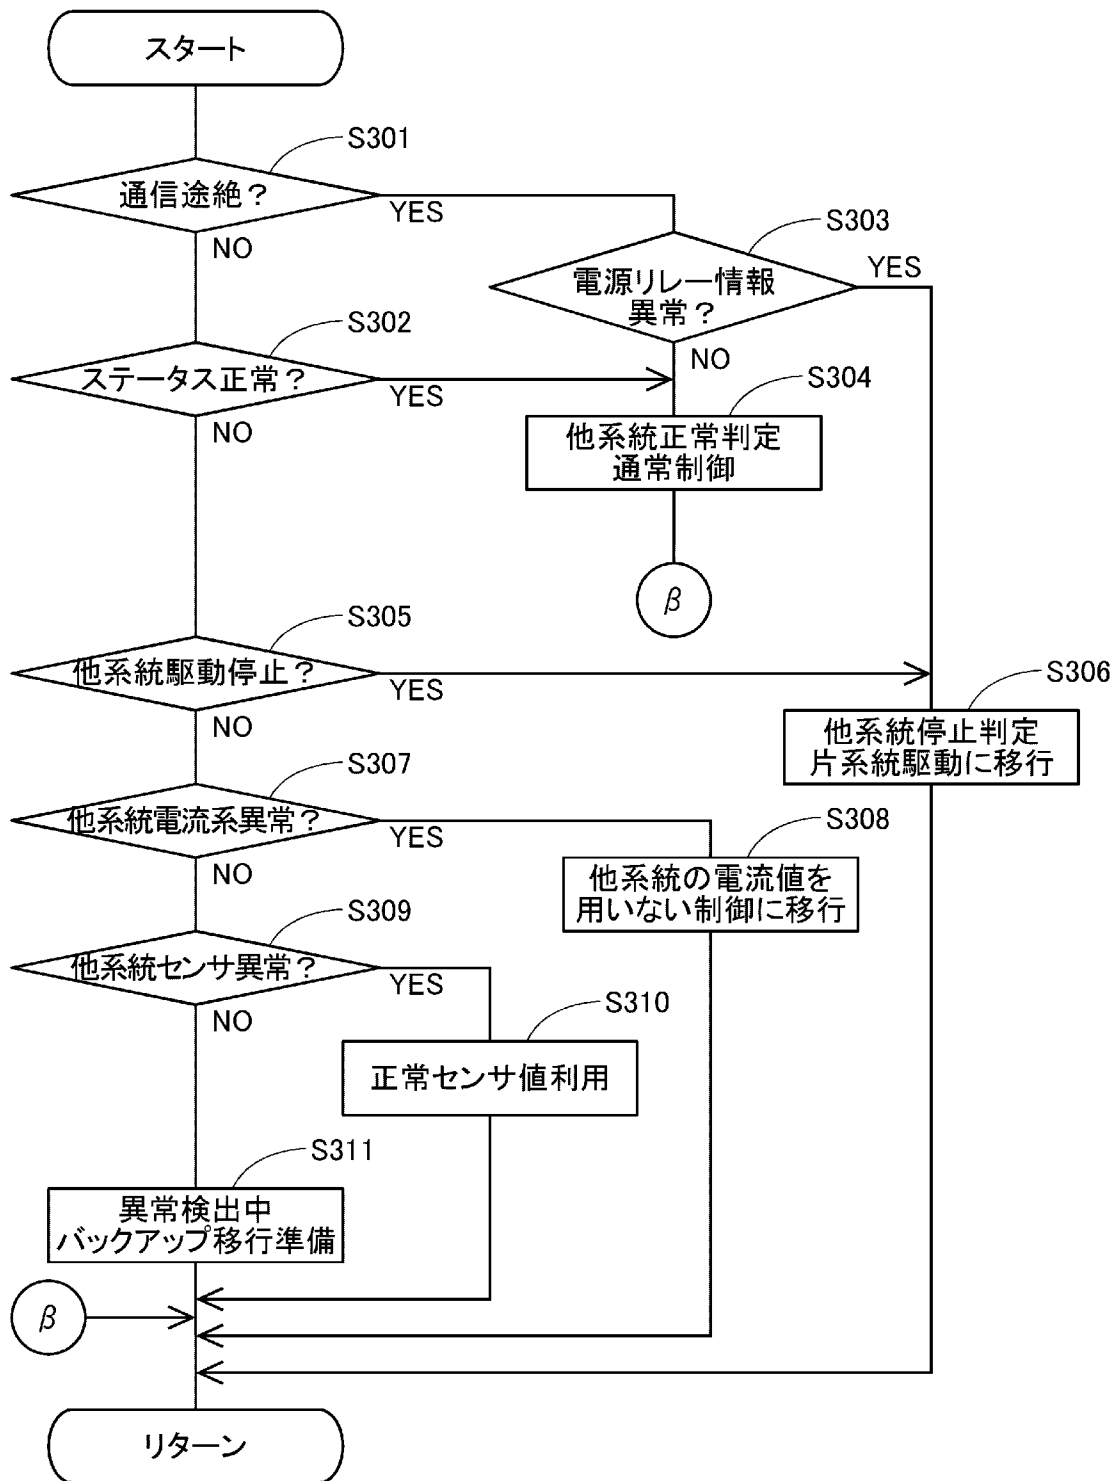 スタート
S301
通信途絶？
YES
NO
S303
電源リレー情報
異常？
YES
NO
S302
ステータス正常？
YES
NO
S304
他系統正常判定
通常制御
β
S305
他系統駆動停止？
YES
NO
S306
他系統停止判定
片系統駆動に移行
S307
他系統電流系異常？
YES
NO
S308
他系統の電流値を
用いない制御に移行
S309
他系統センサ異常？
YES
NO
S310
正常センサ値利用
S311
異常検出中
バックアップ移行準備
β
リターン